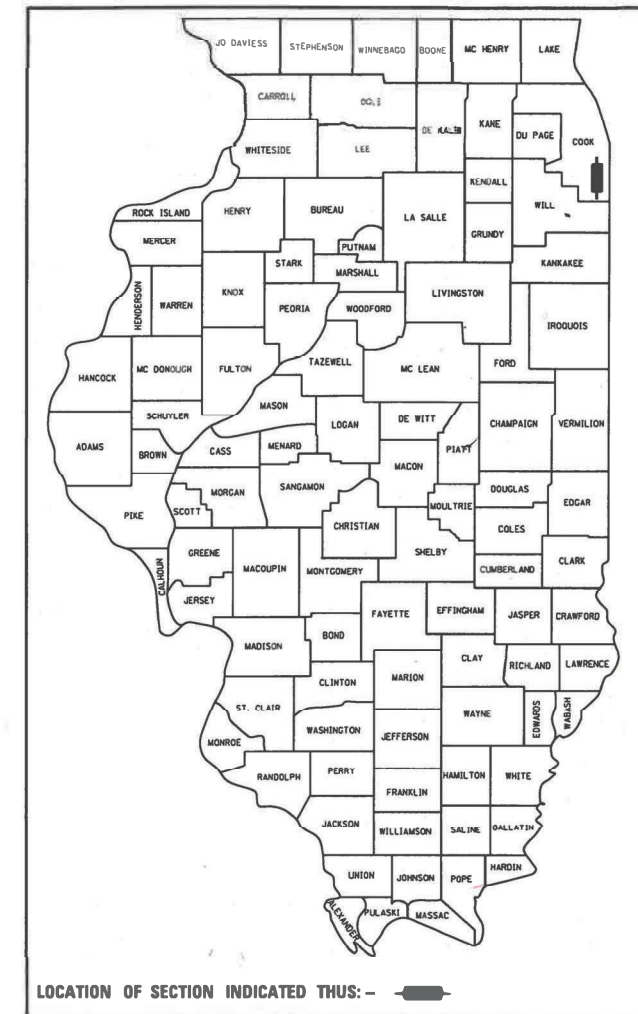 JO DAVIESS STEPHENSON WINNEBAGO BOONE MC HENRY LAKE
CARROLL OGLE DE KALB KANE DU PAGE COOK
WHITESIDE LEE KENDALL WILL
ROCK ISLAND HENRY BUREAU LA SALLE GRUNDY
MERCER PUTNAM KANKAKEE
STARK MARSHALL
HENDERSON WARREN KNOX PEORIA WOODFORD LIVINGSTON IROQUOIS
HANCOCK MC DONOUGH FULTON TAZEWELL MC LEAN FORD
SCHUYLER MASON LOGAN DE WITT CHAMPAIGN VERMILION
ADAMS BROWN CASS MENARD MACON PIATT
PIKE SCOTT MORGAN SANGAMON CHRISTIAN MOULTRIE DOUGLAS EDGAR
COLES
CALHOUN GREENE MACOUPIN MONTGOMERY SHELBY CUMBERLAND CLARK
JERSEY FAYETTE EFFINGHAM JASPER CRAWFORD
MADISON BOND CLAY RICHLAND LAWRENCE
CLINTON MARION
ST. CLAIR WAYNE EDWARDS WABASH
MONROE WASHINGTON JEFFERSON
RANDOLPH PERRY FRANKLIN HAMILTON WHITE
JACKSON WILLIAMSON SALINE GALLATIN
UNION JOHNSON POPE HARDIN
ALEXANDER PULASKI MASSAC
LOCATION OF SECTION INDICATED THUS: –